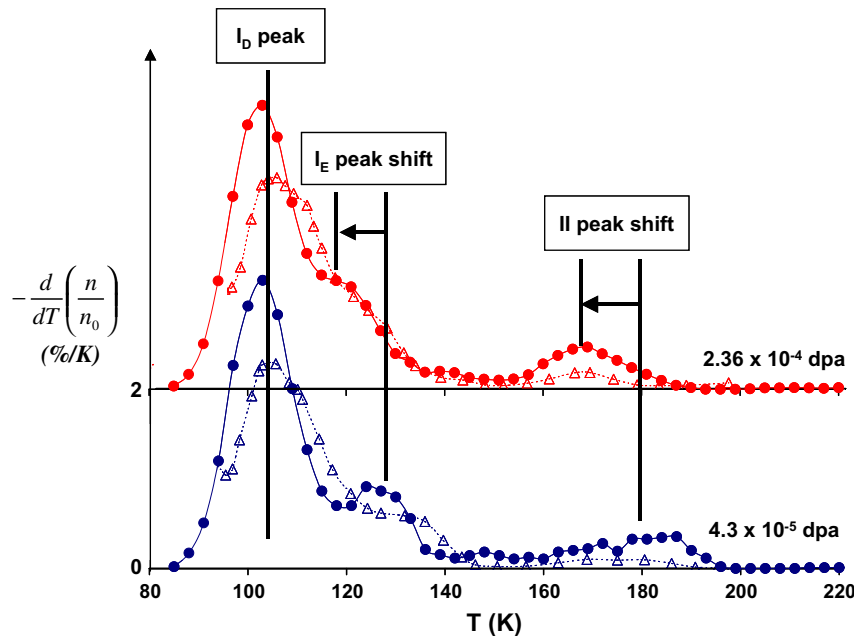 I_D peak
I_E peak shift
II peak shift
-d/dT (n/n_0)
(%/K)
2.36 x 10^-4 dpa
2
4.3 x 10^-5 dpa
0
80 100 120 140 160 180 200 220
T (K)